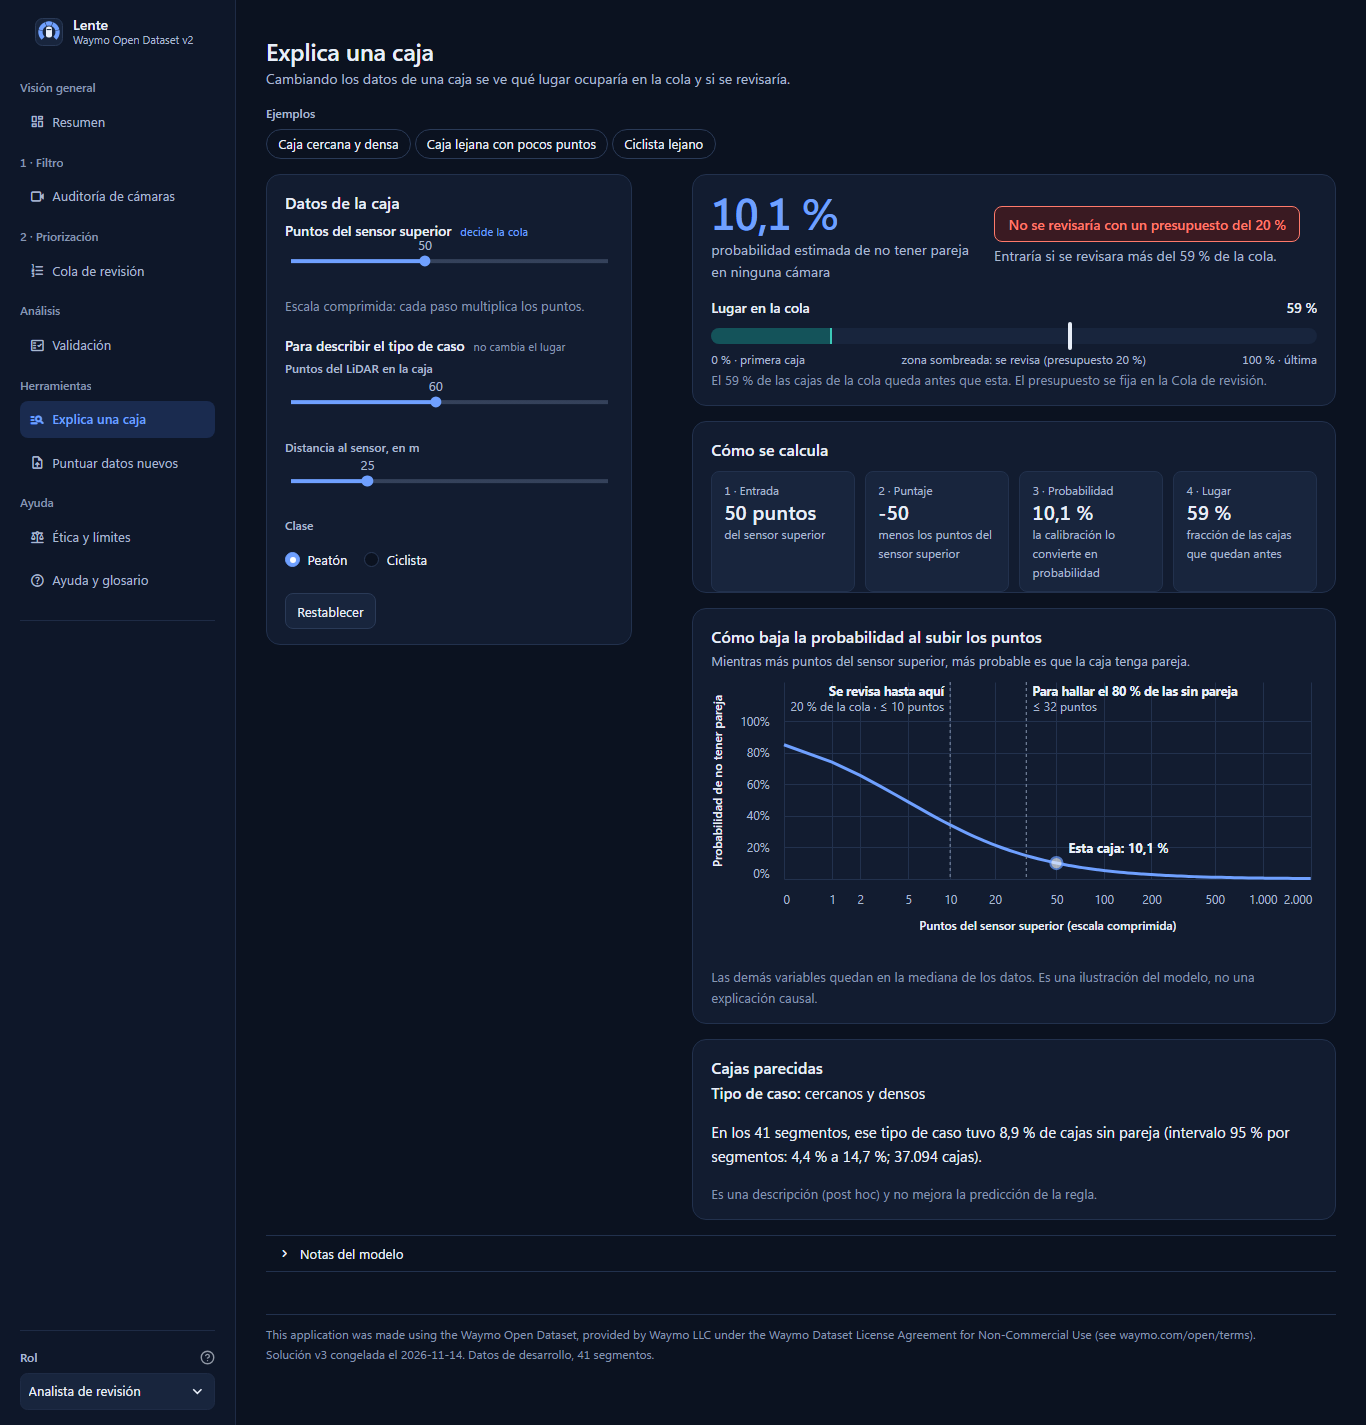 Lente
Waymo Open Dataset v2
Visión general
Resumen
1 · Filtro
Auditoría de cámaras
2 · Priorización
Cola de revisión
Análisis
Validación
Herramientas
Explica una caja
Puntuar datos nuevos
Ayuda
Ética y límites
Ayuda y glosario
Rol
Analista de revisión
Explica una caja
Cambiando los datos de una caja se ve qué lugar ocuparía en la cola y si se revisaría.
Ejemplos
Caja cercana y densa
Caja lejana con pocos puntos
Ciclista lejano
Datos de la caja
Puntos del sensor superior decide la cola
50
Escala comprimida: cada paso multiplica los puntos.
Para describir el tipo de caso no cambia el lugar
Puntos del LiDAR en la caja
60
Distancia al sensor, en m
25
Clase
Peatón
Ciclista
Restablecer
10,1 %
probabilidad estimada de no tener pareja
en ninguna cámara
No se revisaría con un presupuesto del 20 %
Entraría si se revisara más del 59 % de la cola.
Lugar en la cola
59 %
0 % · primera caja
zona sombreada: se revisa (presupuesto 20 %)
100 % · última
El 59 % de las cajas de la cola queda antes que esta. El presupuesto se fija en la Cola de revisión.
Cómo se calcula
1 · Entrada
50 puntos
del sensor superior
2 · Puntaje
-50
menos los puntos del
sensor superior
3 · Probabilidad
10,1 %
la calibración lo
convierte en
probabilidad
4 · Lugar
59 %
fracción de las cajas
que quedan antes
Cómo baja la probabilidad al subir los puntos
Mientras más puntos del sensor superior, más probable es que la caja tenga pareja.
Se revisa hasta aquí
20 % de la cola · ≤ 10 puntos
Para hallar el 80 % de las sin pareja
≤ 32 puntos
Probabilidad de no tener pareja
100%
80%
60%
40%
20%
0%
Esta caja: 10,1 %
0 1 2 5 10 20 50 100 200 500 1.000 2.000
Puntos del sensor superior (escala comprimida)
Las demás variables quedan en la mediana de los datos. Es una ilustración del modelo, no una
explicación causal.
Cajas parecidas
Tipo de caso: cercanos y densos
En los 41 segmentos, ese tipo de caso tuvo 8,9 % de cajas sin pareja (intervalo 95 % por
segmentos: 4,4 % a 14,7 %; 37.094 cajas).
Es una descripción (post hoc) y no mejora la predicción de la regla.
Notas del modelo
This application was made using the Waymo Open Dataset, provided by Waymo LLC under the Waymo Dataset License Agreement for Non-Commercial Use (see waymo.com/open/terms).
Solución v3 congelada el 2026-11-14. Datos de desarrollo, 41 segmentos.